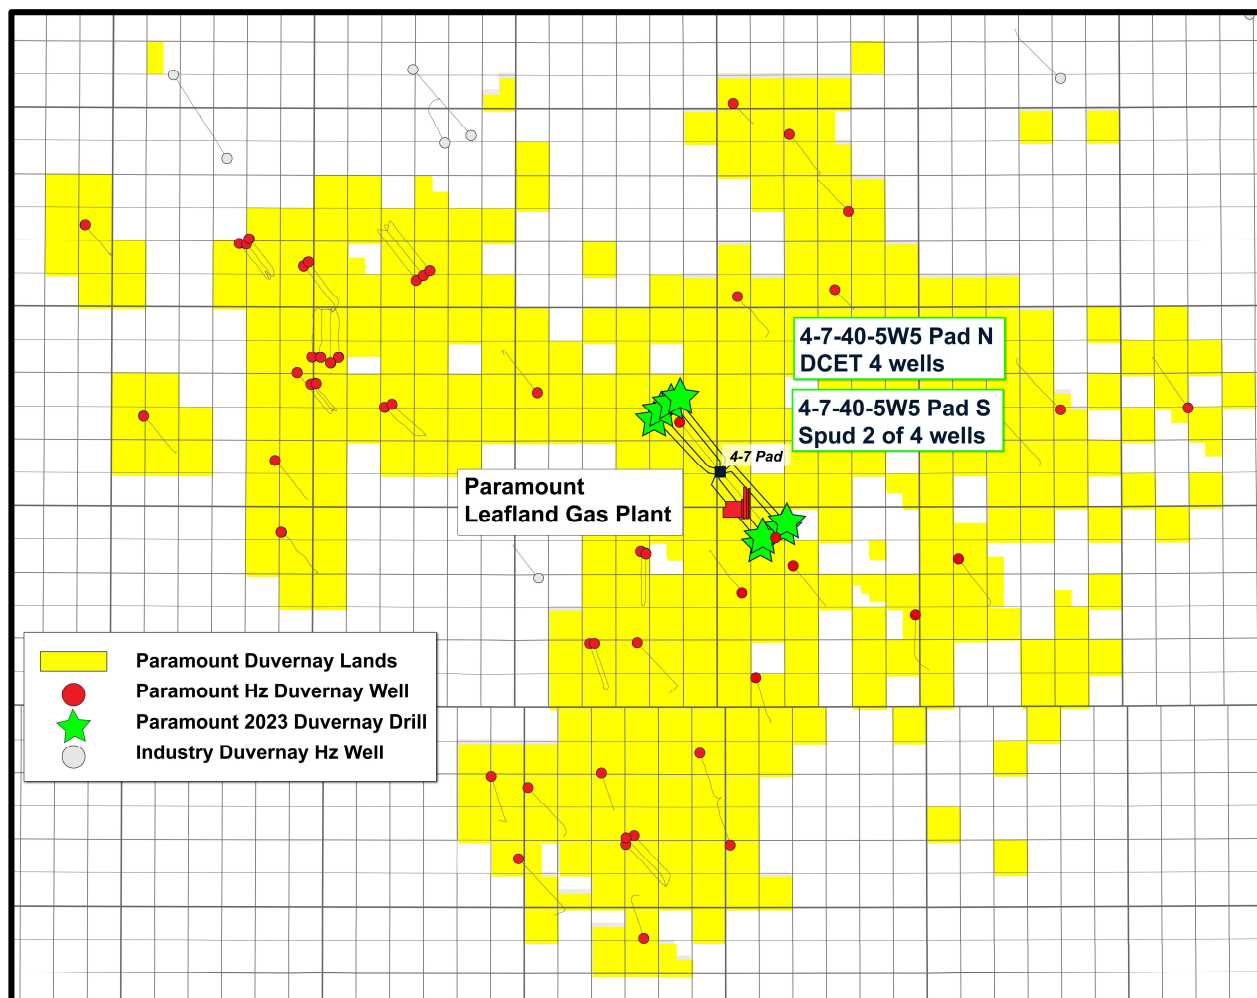 4-7-40-5W5 Pad N
DCET 4 wells
4-7-40-5W5 Pad S
Spud 2 of 4 wells
4-7 Pad
Paramount
Leafland Gas Plant
Paramount Duvernay Lands
Paramount Hz Duvernay Well
Paramount 2023 Duvernay Drill
Industry Duvernay Hz Well